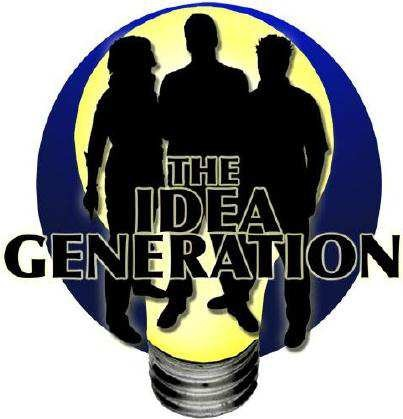 THE
IDEA
GENERATION